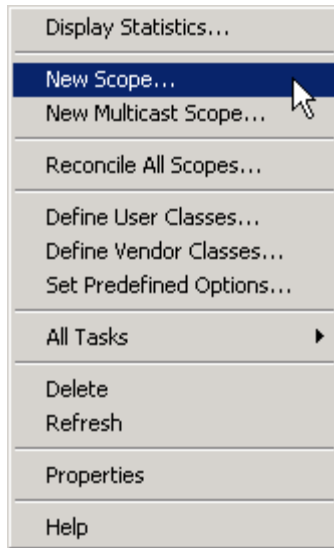 Display Statistics...
New Scope...
New Multicast Scope...
Reconcile All Scopes...
Define User Classes...
Define Vendor Classes...
Set Predefined Options...
All Tasks
Delete
Refresh
Properties
Help